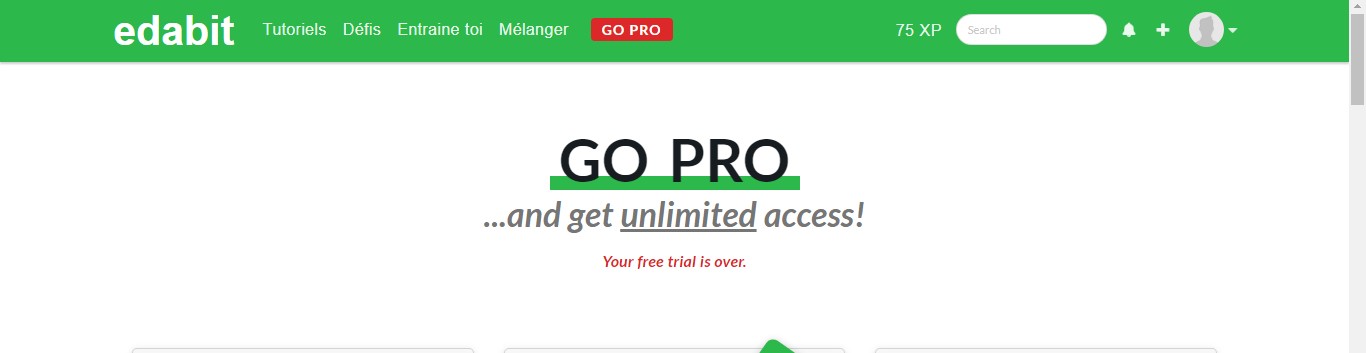 edabit Tutoriels Défis Entraine toi Mélanger GO PRO 75 XP Search
GO PRO
...and get unlimited access!
Your free trial is over.